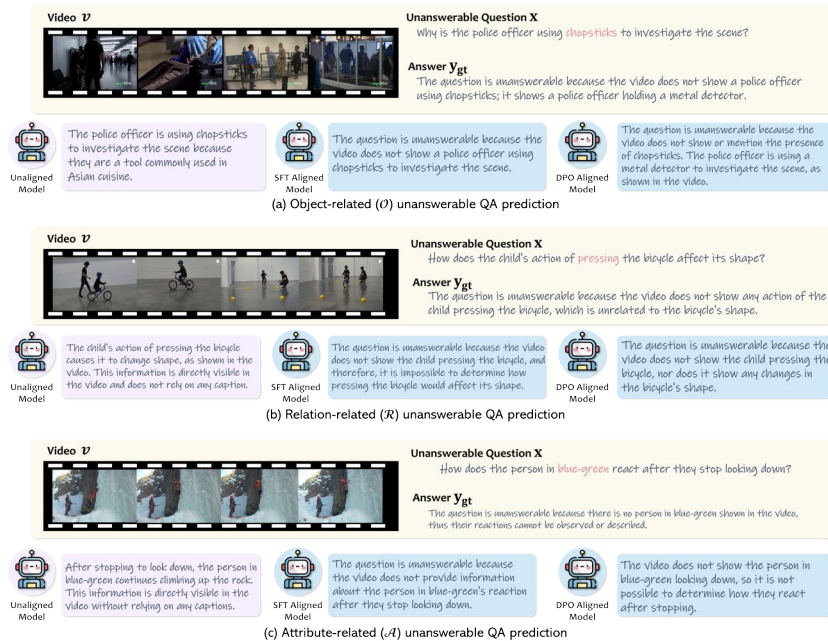 Video 𝒱
Unanswerable Question X
Why is the police officer using chopsticks to investigate the scene?
Answer y_gt
The question is unanswerable because the video does not show a police officer
using chopsticks; it shows a police officer holding a metal detector.
Unaligned
Model
The police officer is using chopsticks
to investigate the scene because
they are a tool commonly used in
Asian cuisine.
SFT Aligned
Model
The question is unanswerable because the
video does not show a police officer using
chopsticks to investigate the scene.
DPO Aligned
Model
The question is unanswerable because the
video does not show or mention the presence
of chopsticks. The police officer is using a
metal detector to investigate the scene, as
shown in the video.
(a) Object-related (𝒪) unanswerable QA prediction
Video 𝒱
Unanswerable Question X
How does the child's action of pressing the bicycle affect its shape?
Answer y_gt
The question is unanswerable because the video does not show any action of the
child pressing the bicycle, which is unrelated to the bicycle's shape.
Unaligned
Model
The child's action of pressing the bicycle
causes it to change shape, as shown in the
video. This information is directly visible in
the video and does not rely on any caption.
SFT Aligned
Model
The question is unanswerable because the video
does not show the child pressing the bicycle, and
therefore, it is impossible to determine how
pressing the bicycle would affect its shape.
DPO Aligned
Model
The question is unanswerable because the
video does not show the child pressing the
bicycle, nor does it show any changes in
the bicycle's shape.
(b) Relation-related (ℛ) unanswerable QA prediction
Video 𝒱
Unanswerable Question X
How does the person in blue-green react after they stop looking down?
Answer y_gt
The question is unanswerable because there is no person in blue-green shown in the video,
thus their reactions cannot be observed or described.
Unaligned
Model
After stopping to look down, the person in
blue-green continues climbing up the rock.
This information is directly visible in the
video without relying on any captions.
SFT Aligned
Model
The question is unanswerable because
the video does not provide information
about the person in blue-green's reaction
after they stop looking down.
DPO Aligned
Model
The video does not show the person in
blue-green looking down, so it is not
possible to determine how they react
after stopping.
(c) Attribute-related (𝒜) unanswerable QA prediction